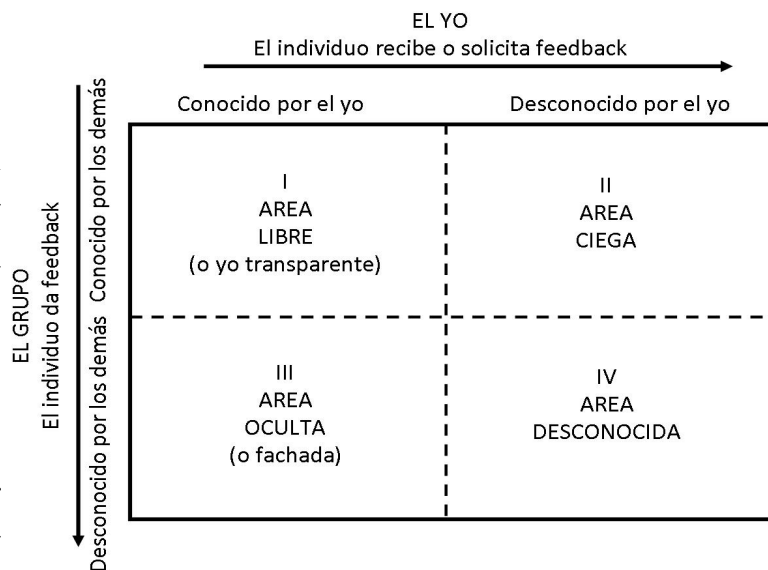 EL YO
El individuo recibe o solicita feedback
Conocido por el yo
Desconocido por el yo
EL GRUPO
El individuo da feedback
Conocido por los demás
Desconocido por los demás
I
AREA
LIBRE
(o yo transparente)
II
AREA
CIEGA
III
AREA
OCULTA
(o fachada)
IV
AREA
DESCONOCIDA